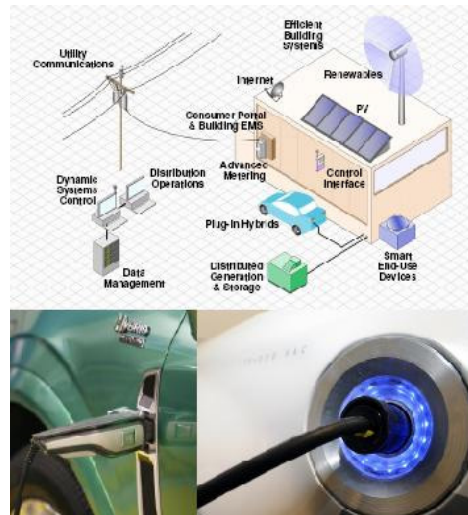 Efficient
Building
Systems
Utility
Communications
Renewables
Internet
PV
Consumer Portal
& Building EMS
Advanced
Metering
Control
Interface
Dynamic
Systems
Control
Distribution
Operations
Plug-In Hybrids
Data
Management
Distributed
Generation
& Storage
Smart
End-Use
Devices